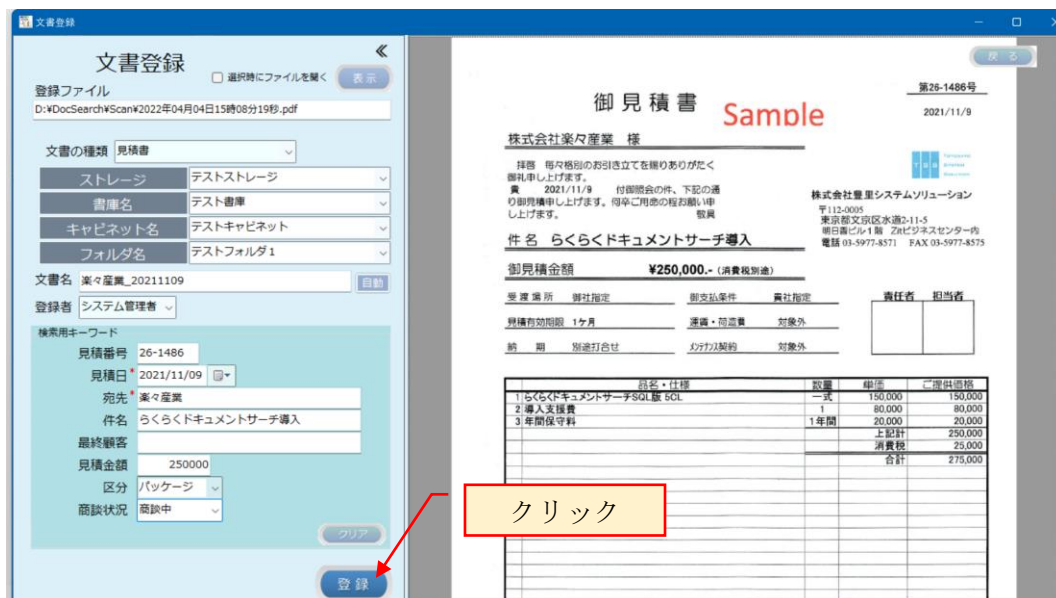 文書登録
文書登録
≪
選択時にファイルを開く 表示
登録ファイル
D:¥DocSearch¥Scan¥2022年04月04日15時08分19秒.pdf
文書の種類 見積書
ストレージ テストストレージ
書庫名 テスト書庫
キャビネット名 テストキャビネット
フォルダ名 テストフォルダ1
文書名 楽々産業_20211109 自動
登録者 システム管理者
検索用キーワード
見積番号 26-1486
見積日* 2021/11/09
宛先* 楽々産業
件名 らくらくドキュメントサーチ導入
最終顧客
見積金額 250000
区分 パッケージ
商談状況 商談中
クリア
登録
クリック
戻る
第26-1486号
御見積書 Sample
2021/11/9
株式会社楽々産業 様
拝啓 毎々格別のお引き立てを賜りありがたく
御礼申し上げます。
貴 2021/11/9 付御照会の件、下記の通
り御見積申し上げます。何卒ご用命の程お願い申
し上げます。 敬具
株式会社豊里システムソリューション
〒112-0005
東京都文京区水道2-11-5
明日香ビル1階 Zitビジネスセンター内
電話 03-5977-8571 FAX 03-5977-8575
件名 らくらくドキュメントサーチ導入
御見積金額 ¥250,000.- (消費税別途)
受渡場所 御社指定 御支払条件 貴社指定
責任者 担当者
見積有効期限 1ヶ月 運賃・荷造費 対象外
納期 別途打合せ メンテナンス契約 対象外
品名・仕様 数量 単価 ご提供価格
1 らくらくドキュメントサーチSQL版 5CL 一式 150,000 150,000
2 導入支援費 1 80,000 80,000
3 年間保守料 1年間 20,000 20,000
上記計 250,000
消費税 25,000
合計 275,000